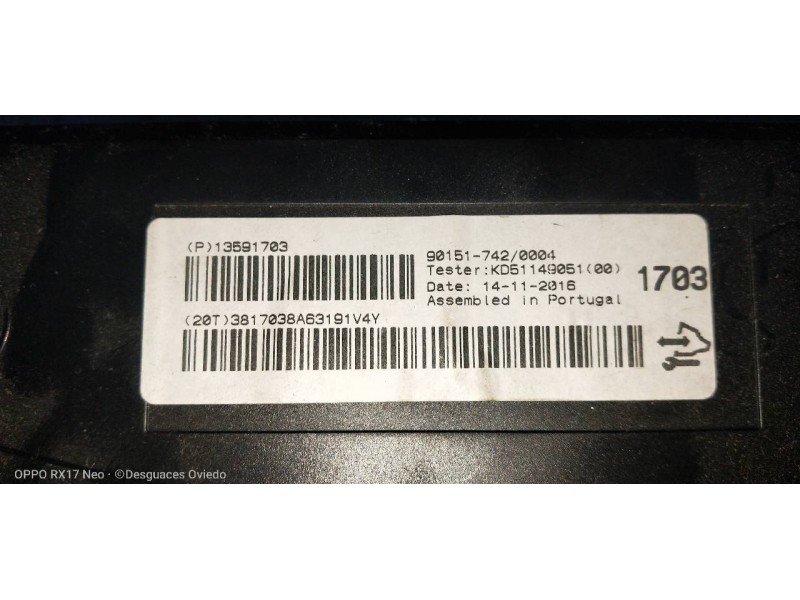 (P)13591703
90151-742/0004
Tester:KD51149051(00)
Date: 14-11-2016
Assembled in Portugal
1703
(20T)3817038A63191V4Y
OPPO RX17 Neo · ©Desguaces Oviedo